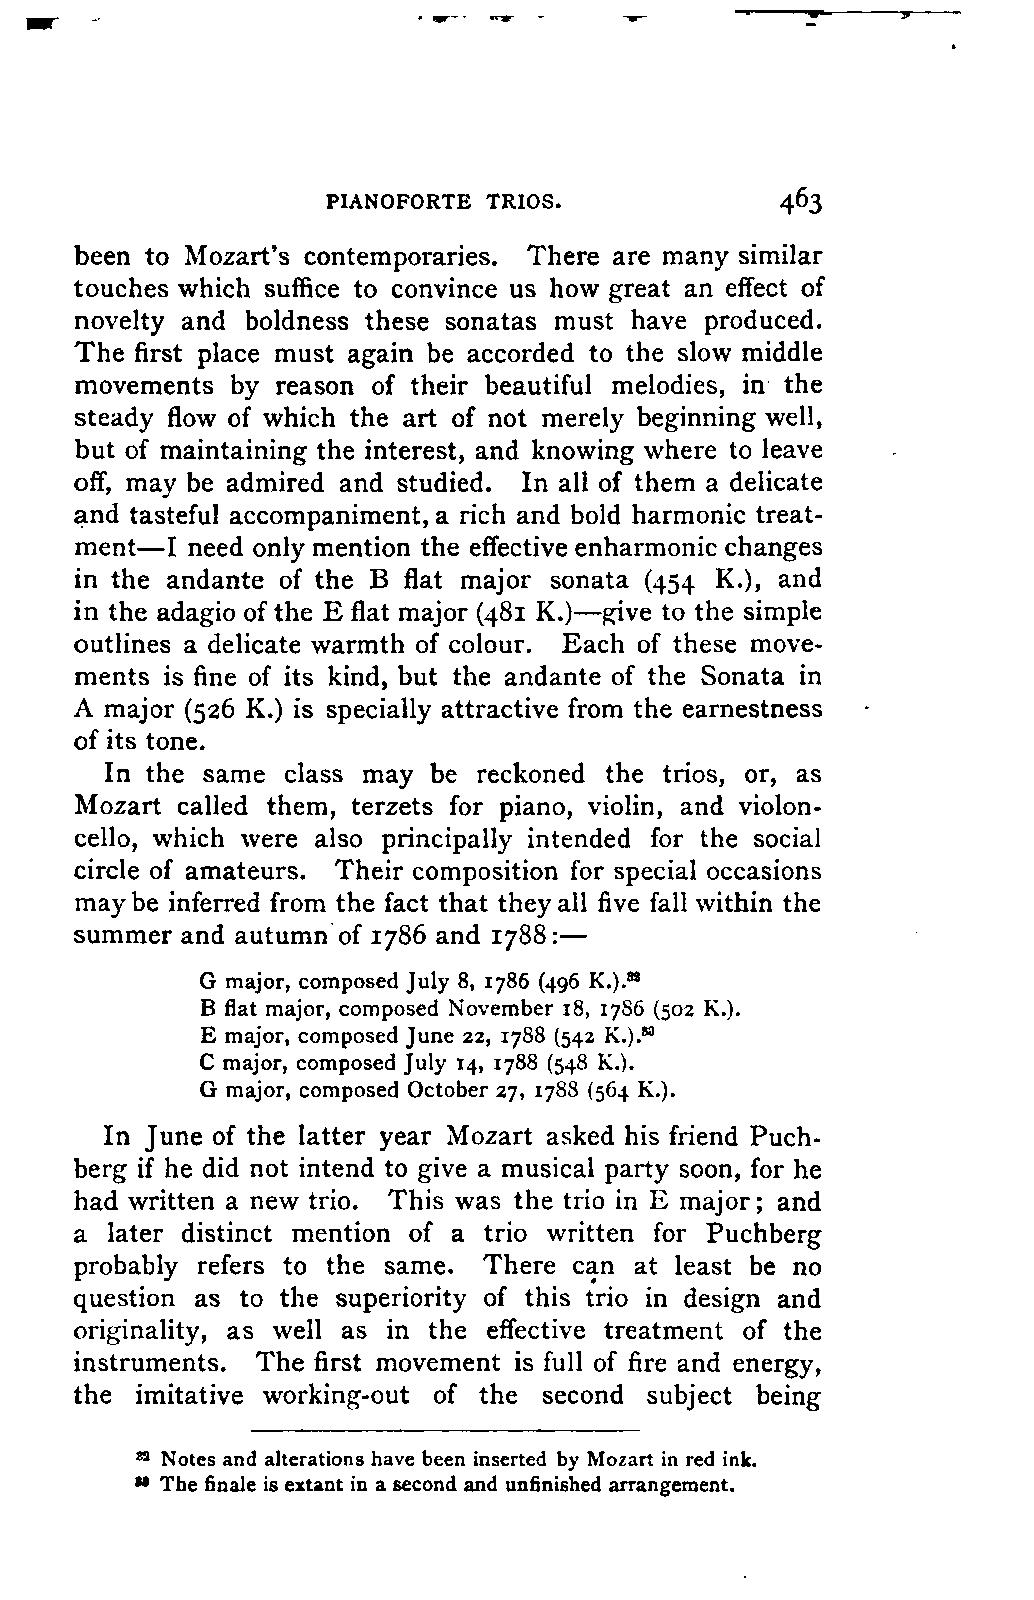 PIANOFORTE TRIOS. 463
been to Mozart's contemporaries. There are many similar
touches which suffice to convince us how great an effect of
novelty and boldness these sonatas must have produced.
The first place must again be accorded to the slow middle
movements by reason of their beautiful melodies, in the
steady flow of which the art of not merely beginning well,
but of maintaining the interest, and knowing where to leave
off, may be admired and studied. In all of them a delicate
and tasteful accompaniment, a rich and bold harmonic treat-
ment—I need only mention the effective enharmonic changes
in the andante of the B flat major sonata (454 K.), and
in the adagio of the E flat major (481 K.)—give to the simple
outlines a delicate warmth of colour. Each of these move-
ments is fine of its kind, but the andante of the Sonata in
A major (526 K.) is specially attractive from the earnestness
of its tone.
In the same class may be reckoned the trios, or, as
Mozart called them, terzets for piano, violin, and violon-
cello, which were also principally intended for the social
circle of amateurs. Their composition for special occasions
may be inferred from the fact that they all five fall within the
summer and autumn of 1786 and 1788:—
G major, composed July 8, 1786 (496 K.).
B flat major, composed November 18, 1786 (502 K.).
E major, composed June 22, 1788 (542 K.).
C major, composed July 14, 1788 (548 K.).
G major, composed October 27, 1788 (564 K.).
In June of the latter year Mozart asked his friend Puch-
berg if he did not intend to give a musical party soon, for he
had written a new trio. This was the trio in E major; and
a later distinct mention of a trio written for Puchberg
probably refers to the same. There can at least be no
question as to the superiority of this trio in design and
originality, as well as in the effective treatment of the
instruments. The first movement is full of fire and energy,
the imitative working-out of the second subject being
Notes and alterations have been inserted by Mozart in red ink.
The finale is extant in a second and unfinished arrangement.